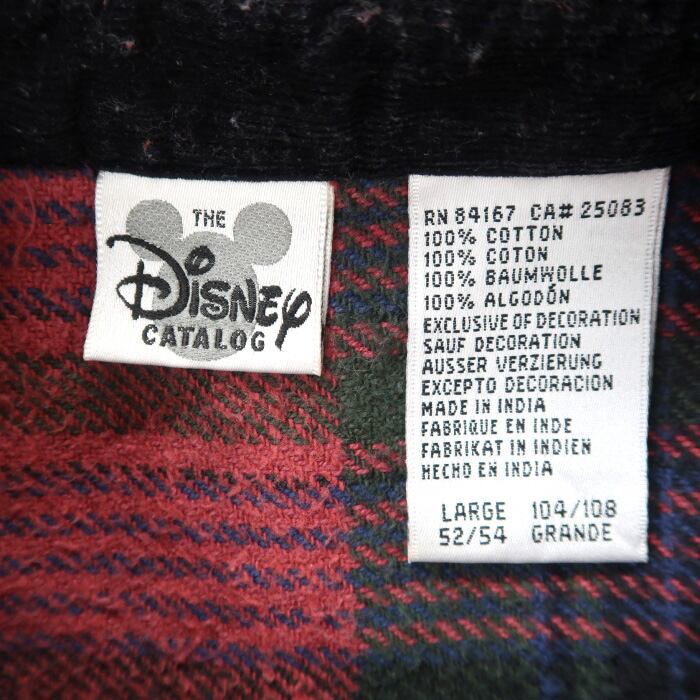 THE
DISNEY
CATALOG
RN 84167 CA# 25083
100% COTTON
100% COTON
100% BAUMWOLLE
100% ALGODÓN
EXCLUSIVE OF DECORATION
SAUF DECORATION
AUSSER VERZIERUNG
EXCEPTO DECORACION
MADE IN INDIA
FABRIQUE EN INDE
FABRIKAT IN INDIEN
HECHO EN INDIA
LARGE 104/108
52/54 GRANDE